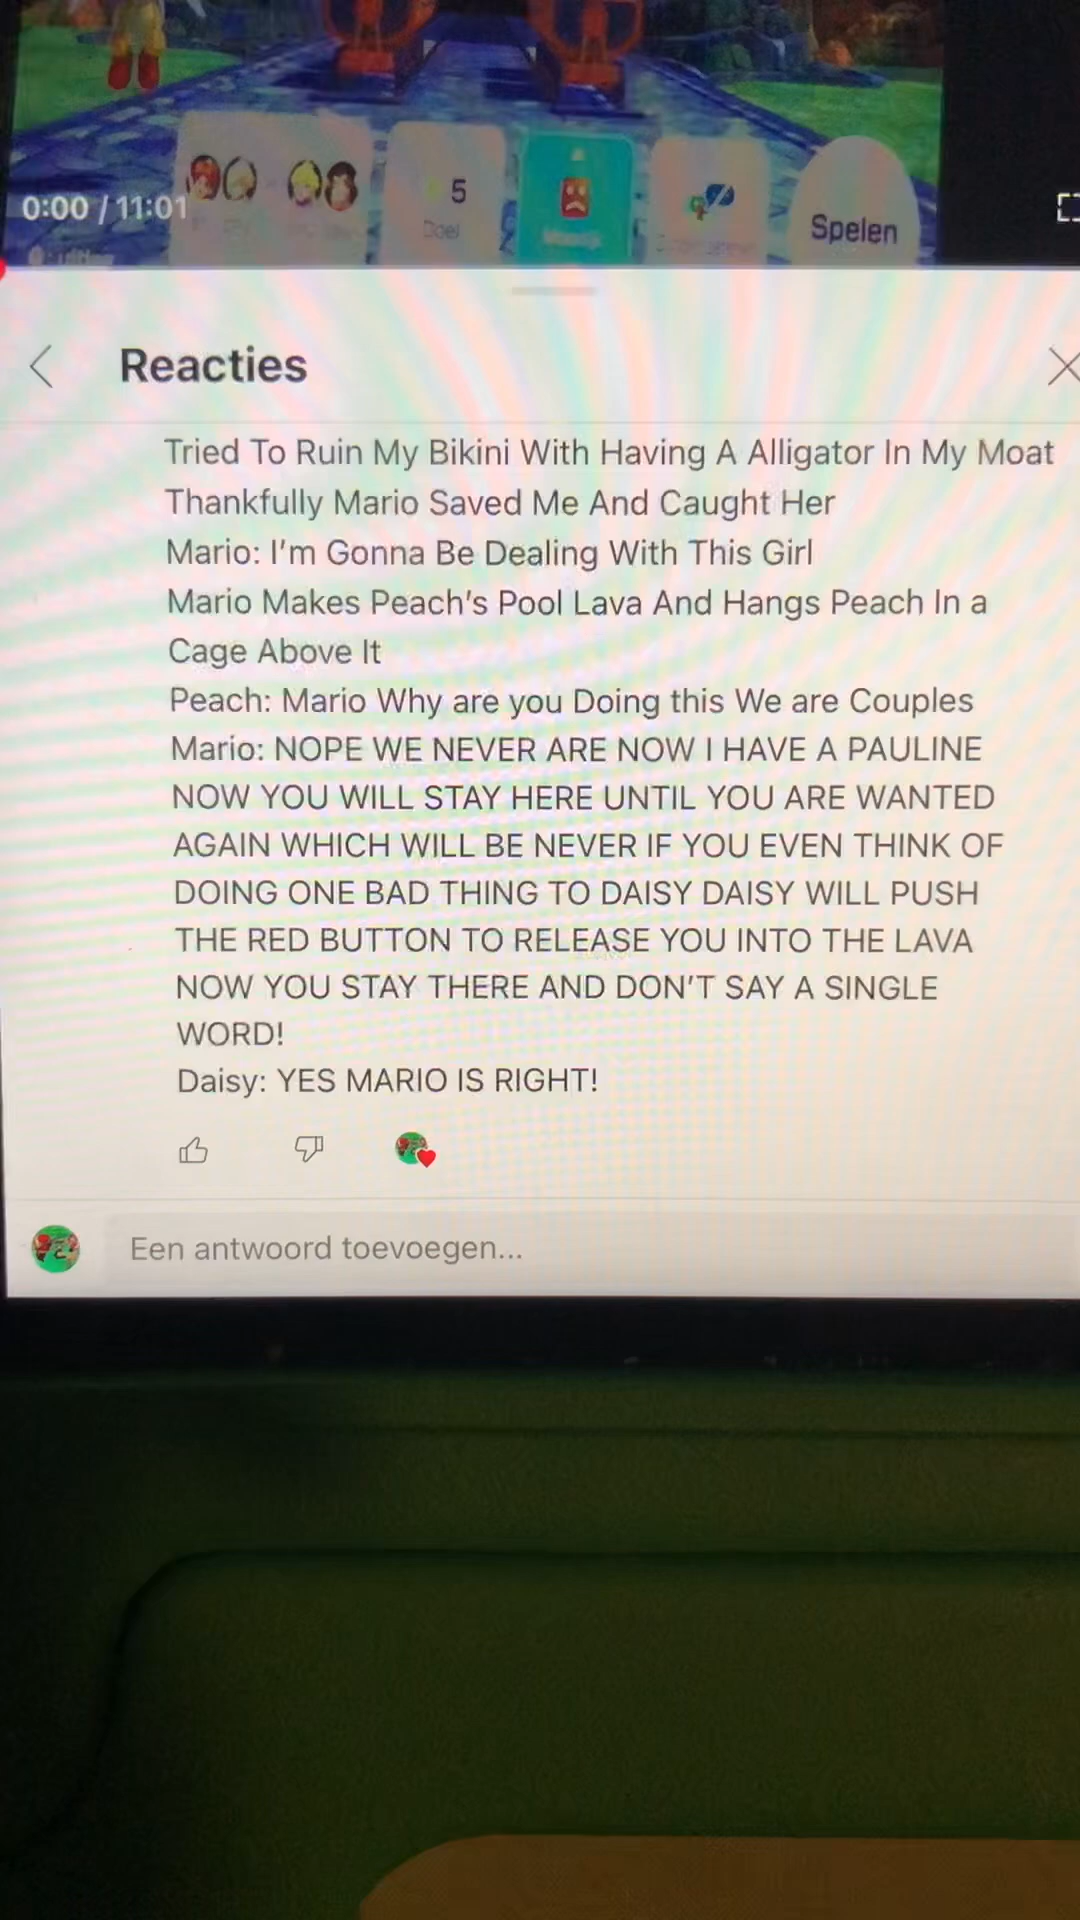 0:00 / 11:01
5
Doel
Spelen
Reacties
Tried To Ruin My Bikini With Having A Alligator In My Moat
Thankfully Mario Saved Me And Caught Her
Mario: I'm Gonna Be Dealing With This Girl
Mario Makes Peach's Pool Lava And Hangs Peach In a
Cage Above It
Peach: Mario Why are you Doing this We are Couples
Mario: NOPE WE NEVER ARE NOW I HAVE A PAULINE
NOW YOU WILL STAY HERE UNTIL YOU ARE WANTED
AGAIN WHICH WILL BE NEVER IF YOU EVEN THINK OF
DOING ONE BAD THING TO DAISY DAISY WILL PUSH
THE RED BUTTON TO RELEASE YOU INTO THE LAVA
NOW YOU STAY THERE AND DON'T SAY A SINGLE
WORD!
Daisy: YES MARIO IS RIGHT!
Een antwoord toevoegen...